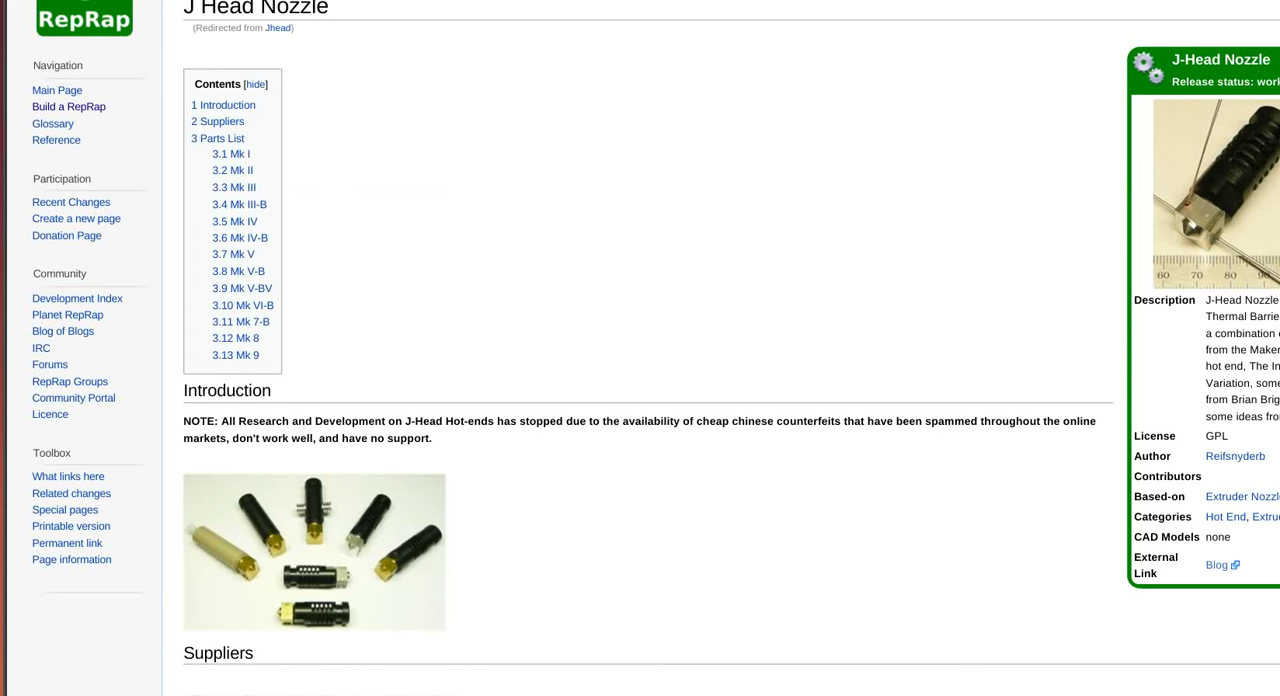 J Head Nozzle
(Redirected from Jhead)
RepRap
Navigation
Main Page
Build a RepRap
Glossary
Reference
Participation
Recent Changes
Create a new page
Donation Page
Community
Development Index
Planet RepRap
Blog of Blogs
IRC
Forums
RepRap Groups
Community Portal
Licence
Toolbox
What links here
Related changes
Special pages
Printable version
Permanent link
Page information
Contents [hide]
1 Introduction
2 Suppliers
3 Parts List
3.1 Mk I
3.2 Mk II
3.3 Mk III
3.4 Mk III-B
3.5 Mk IV
3.6 Mk IV-B
3.7 Mk V
3.8 Mk V-B
3.9 Mk V-BV
3.10 Mk VI-B
3.11 Mk 7-B
3.12 Mk 8
3.13 Mk 9
Introduction
NOTE: All Research and Development on J-Head Hot-ends has stopped due to the availability of cheap chinese counterfeits that have been spammed throughout the online
markets, don't work well, and have no support.
Suppliers
J-Head Nozzle
Release status: work
60 70 80
Description J-Head Nozzle
Thermal Barrie
a combination
from the Maker
hot end, The In
Variation, some
from Brian Brig
some ideas fro
License GPL
Author Reifsnyderb
Contributors
Based-on Extruder Nozzl
Categories Hot End, Extru
CAD Models none
External
Link Blog